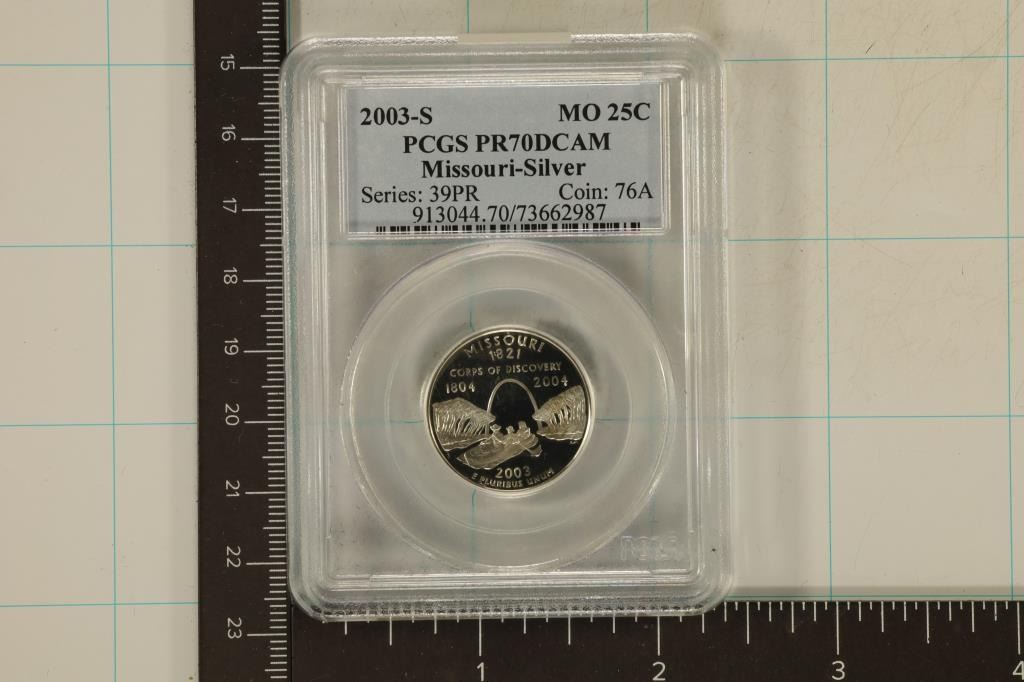 2003-S MO 25C
PCGS PR70DCAM
Missouri-Silver
Series: 39PR Coin: 76A
913044.70/73662987
MISSOURI
1821
CORPS OF DISCOVERY
1804 2004
2003
E PLURIBUS UNUM
PCGS
15
16
17
18
19
20
21
22
23
1 2 3 4